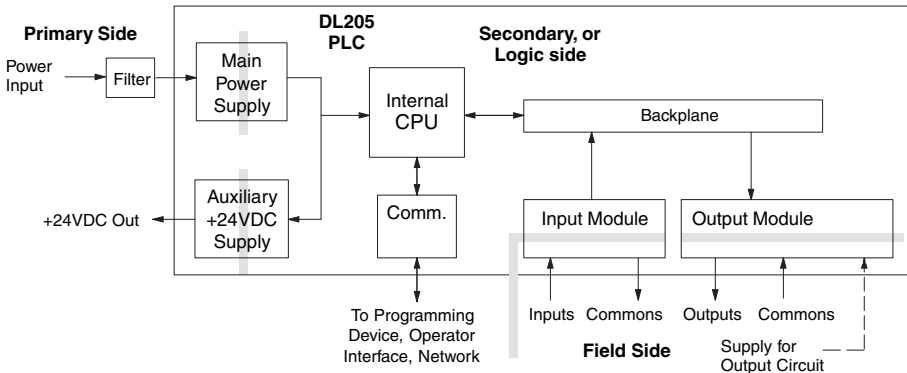 Primary Side
DL205
PLC
Secondary, or
Logic side
Power
Input
Filter
Main
Power
Supply
Internal
CPU
Backplane
+24VDC Out
Auxiliary
+24VDC
Supply
Comm.
Input Module
Output Module
To Programming
Device, Operator
Interface, Network
Inputs
Commons
Outputs
Commons
Field Side
Supply for
Output Circuit